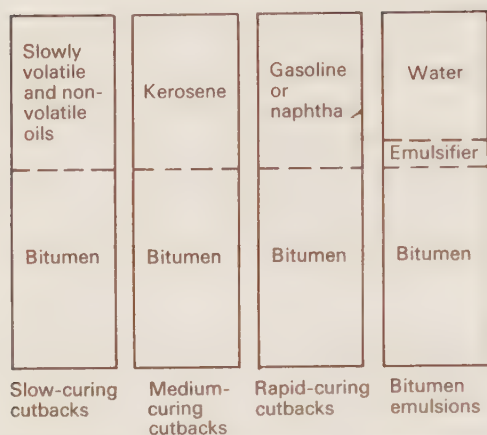 Slowly
volatile
and non-
volatile
oils
Bitumen
Slow-curing
cutbacks
Kerosene
Bitumen
Medium-
curing
cutbacks
Gasoline
or
naphtha
Bitumen
Rapid-curing
cutbacks
Water
Emulsifier
Bitumen
Bitumen
emulsions